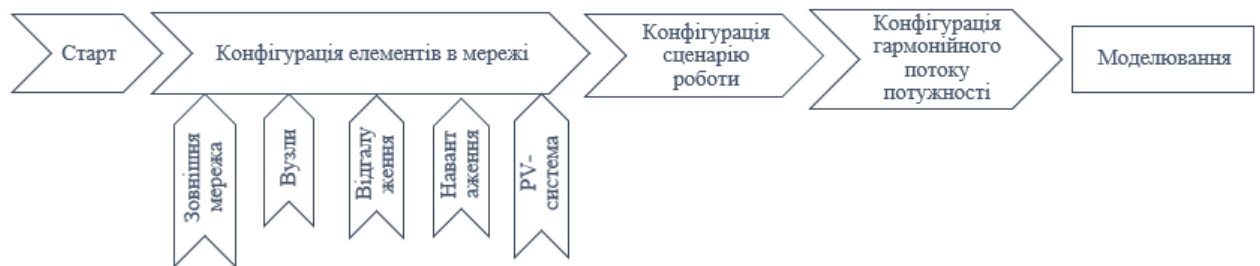 Старт
Конфігурація елементів в мережі
Конфігурація
сценарію
роботи
Конфігурація
гармонійного
потоку
потужності
Моделювання
Зовнішня
мережа
Вузли
Відгалу
ження
Навант
аження
PV-
система